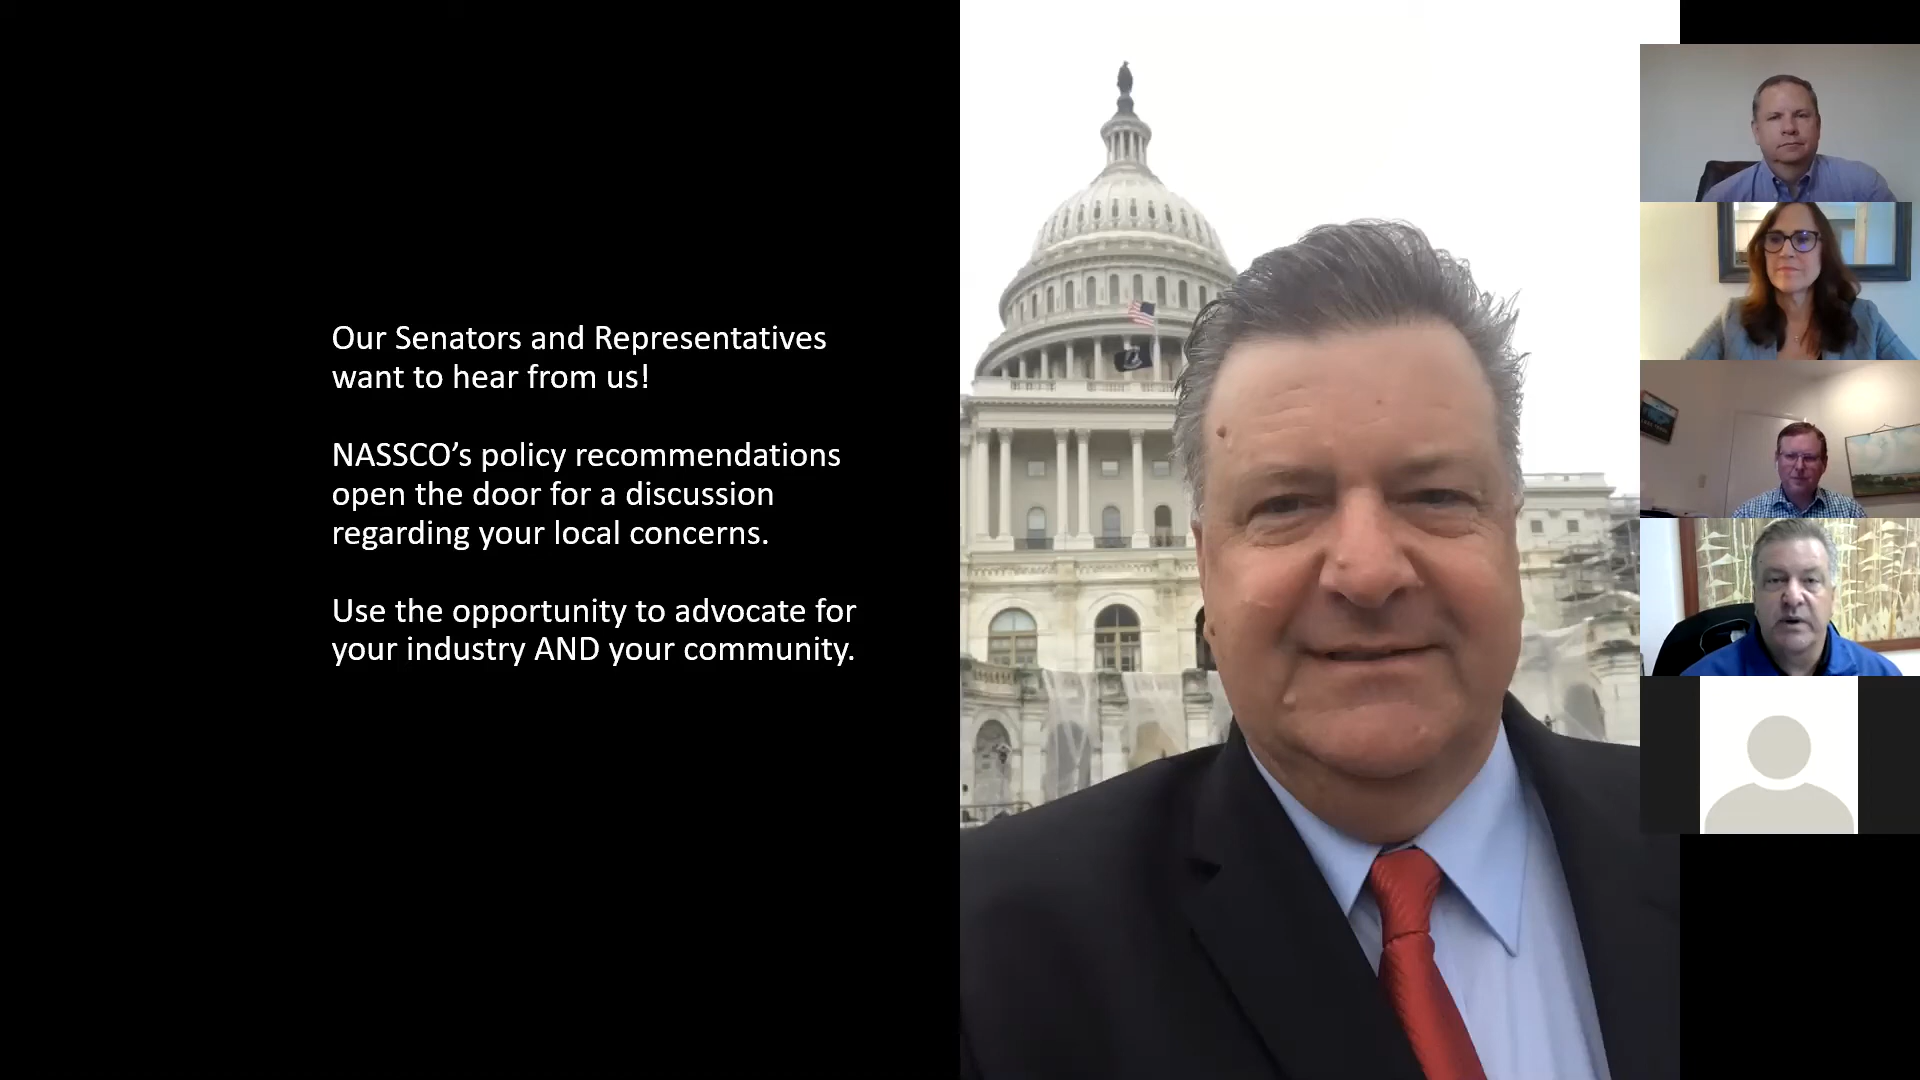 Our Senators and Representatives
want to hear from us!
NASSCO’s policy recommendations
open the door for a discussion
regarding your local concerns.
Use the opportunity to advocate for
your industry AND your community.